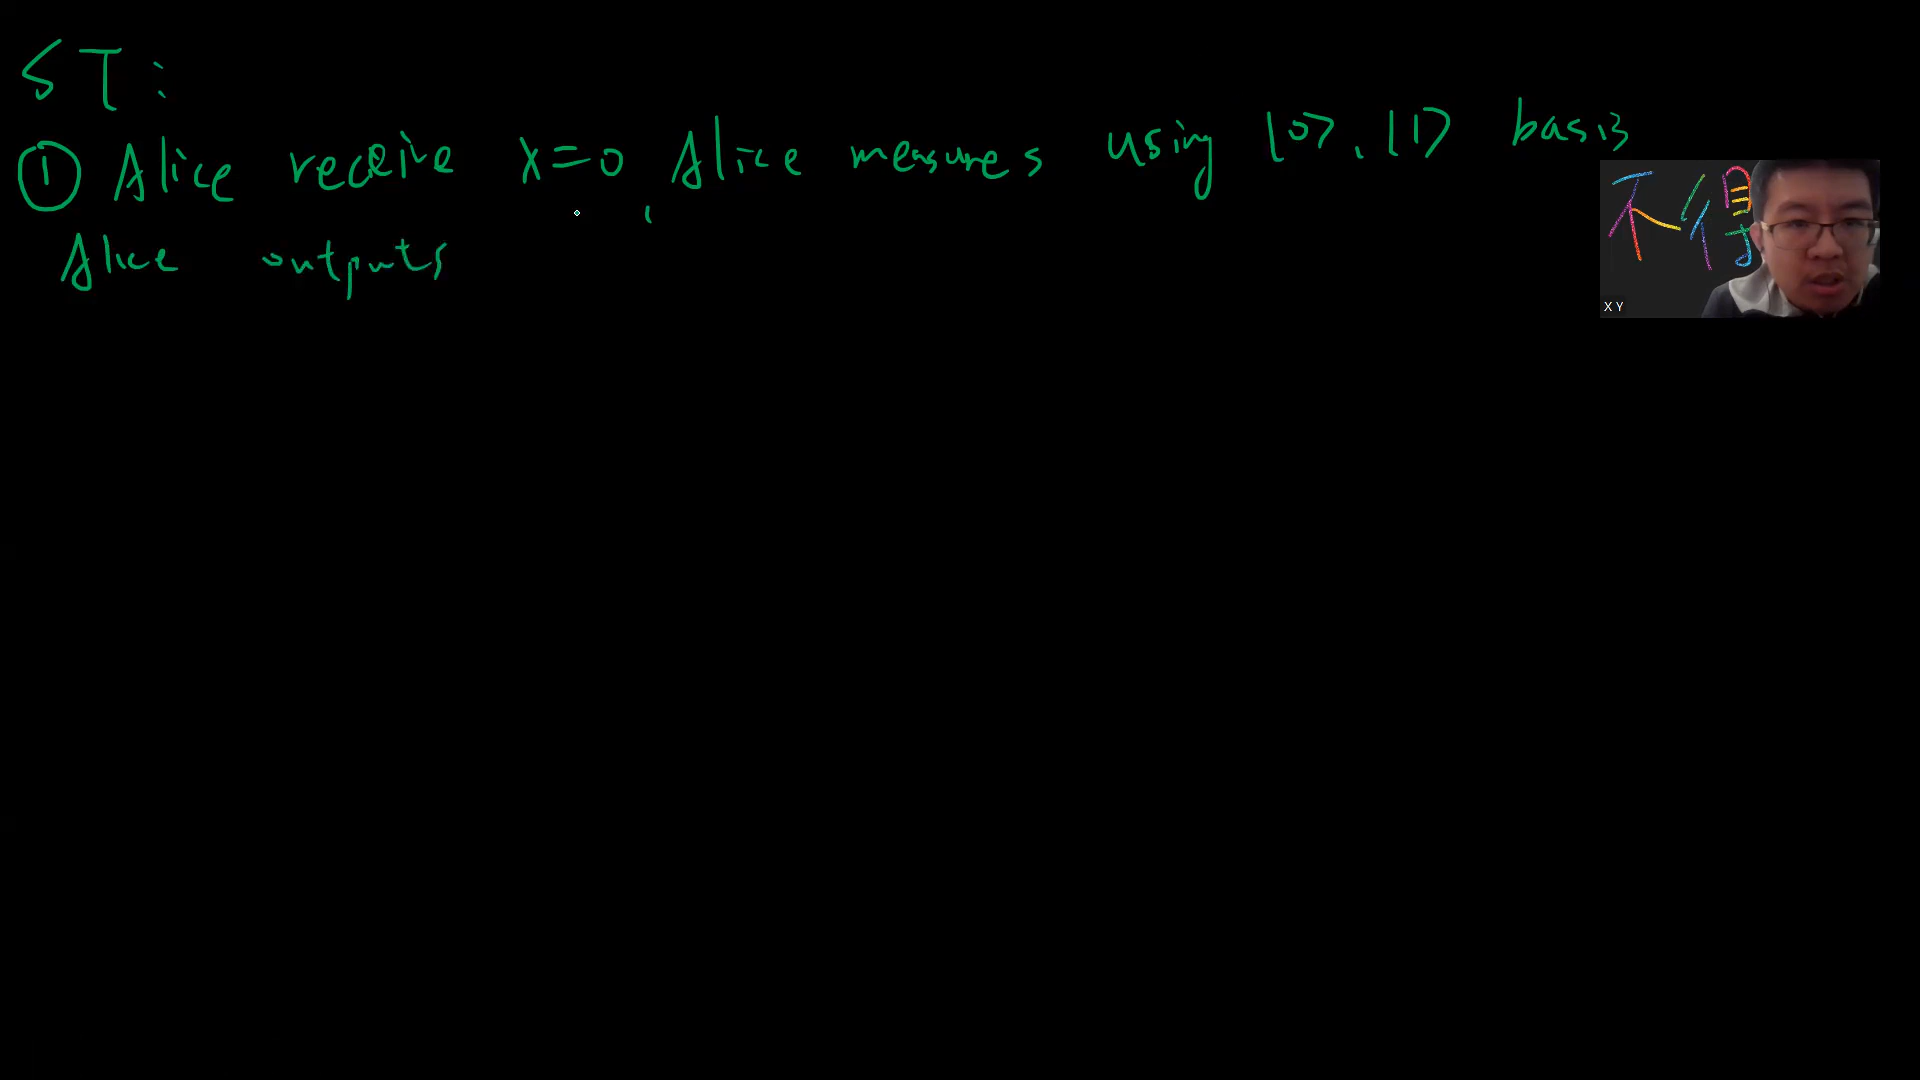 ST:
① Alice receive x=0, Alice measures using |0>, |1> basis
Alice outputs
不得
X Y